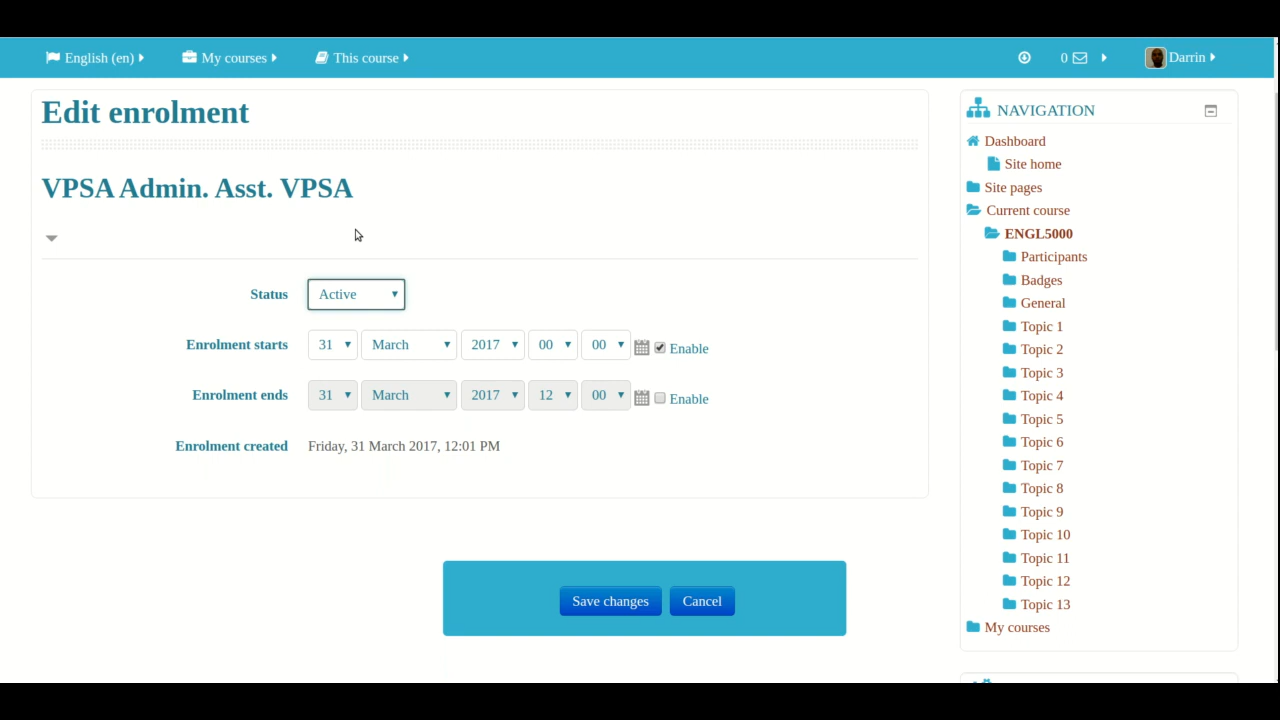 English (en) My courses This course 0 Darrin
Edit enrolment
VPSA Admin. Asst. VPSA
Status Active
Enrolment starts 31 March 2017 00 00 Enable
Enrolment ends 31 March 2017 12 00 Enable
Enrolment created Friday, 31 March 2017, 12:01 PM
Save changes Cancel
NAVIGATION
Dashboard
Site home
Site pages
Current course
ENGL5000
Participants
Badges
General
Topic 1
Topic 2
Topic 3
Topic 4
Topic 5
Topic 6
Topic 7
Topic 8
Topic 9
Topic 10
Topic 11
Topic 12
Topic 13
My courses